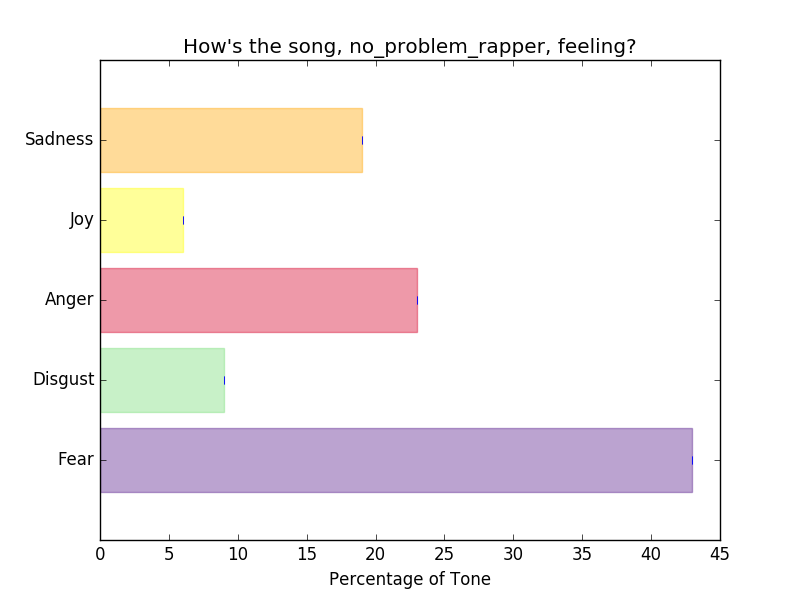 How's the song, no_problem_rapper, feeling?
Sadness
Joy
Anger
Disgust
Fear
0 5 10 15 20 25 30 35 40 45
Percentage of Tone